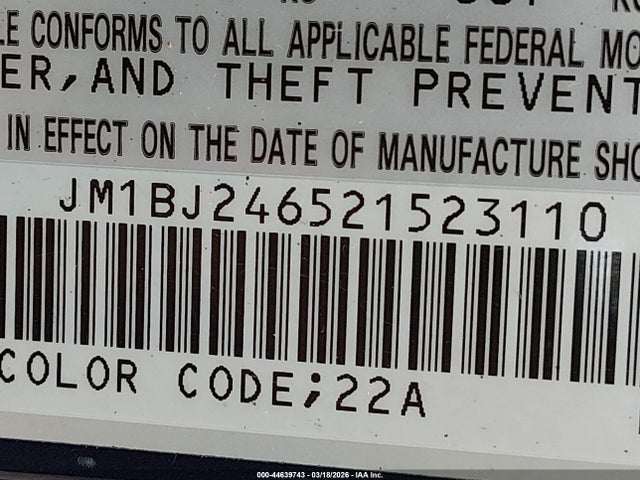 LE CONFORMS TO ALL APPLICABLE FEDERAL MO
ER, AND THEFT PREVENT
IN EFFECT ON THE DATE OF MANUFACTURE SHO
JM1BJ246521523110
COLOR CODE;22A
000-44639743 - 03/18/2026 - IAA Inc.